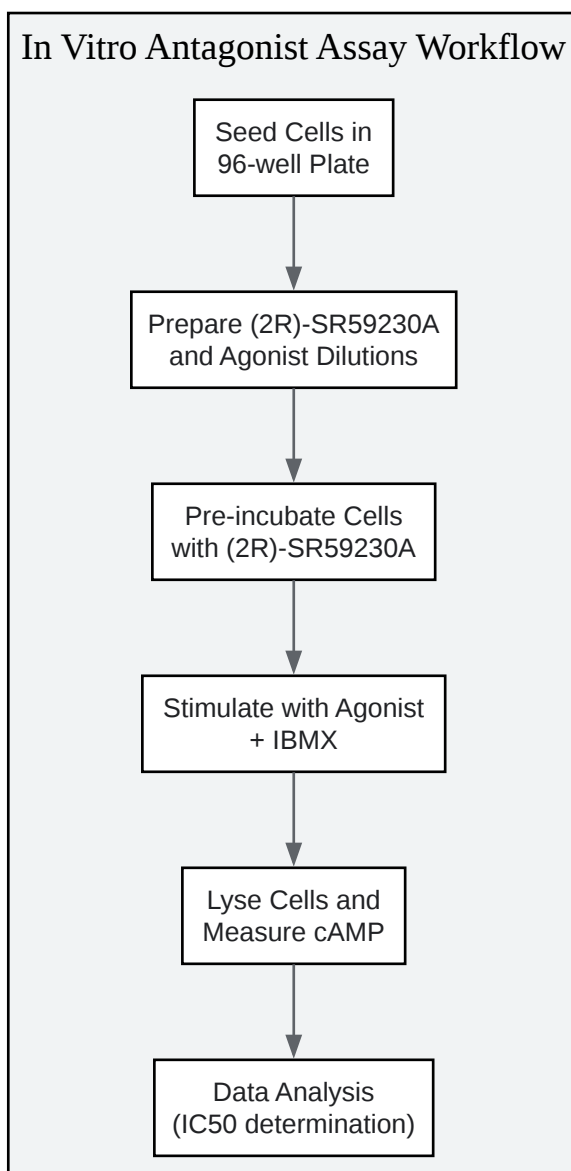 In Vitro Antagonist Assay Workflow
Seed Cells in
96-well Plate
Prepare (2R)-SR59230A
and Agonist Dilutions
Pre-incubate Cells
with (2R)-SR59230A
Stimulate with Agonist
+ IBMX
Lyse Cells and
Measure cAMP
Data Analysis
(IC50 determination)